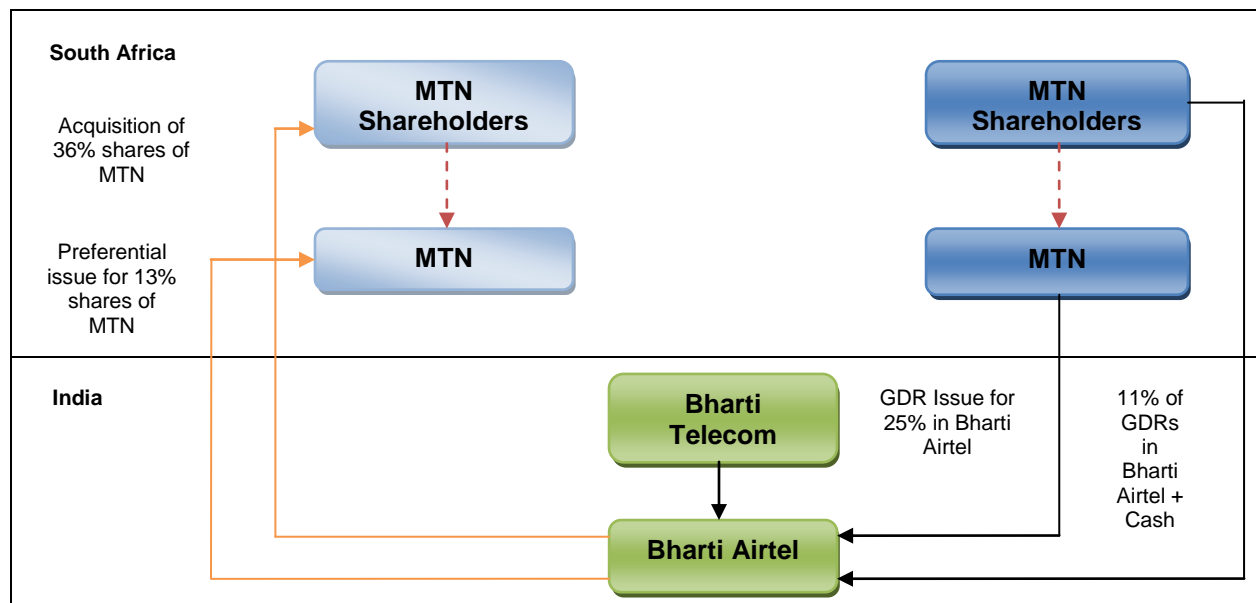 South Africa
Acquisition of
36% shares of
MTN
Preferential
issue for 13%
shares of
MTN
MTN
Shareholders
MTN
MTN
Shareholders
MTN
India
Bharti
Telecom
Bharti Airtel
GDR Issue for
25% in Bharti
Airtel
11% of
GDRs
in
Bharti
Airtel +
Cash